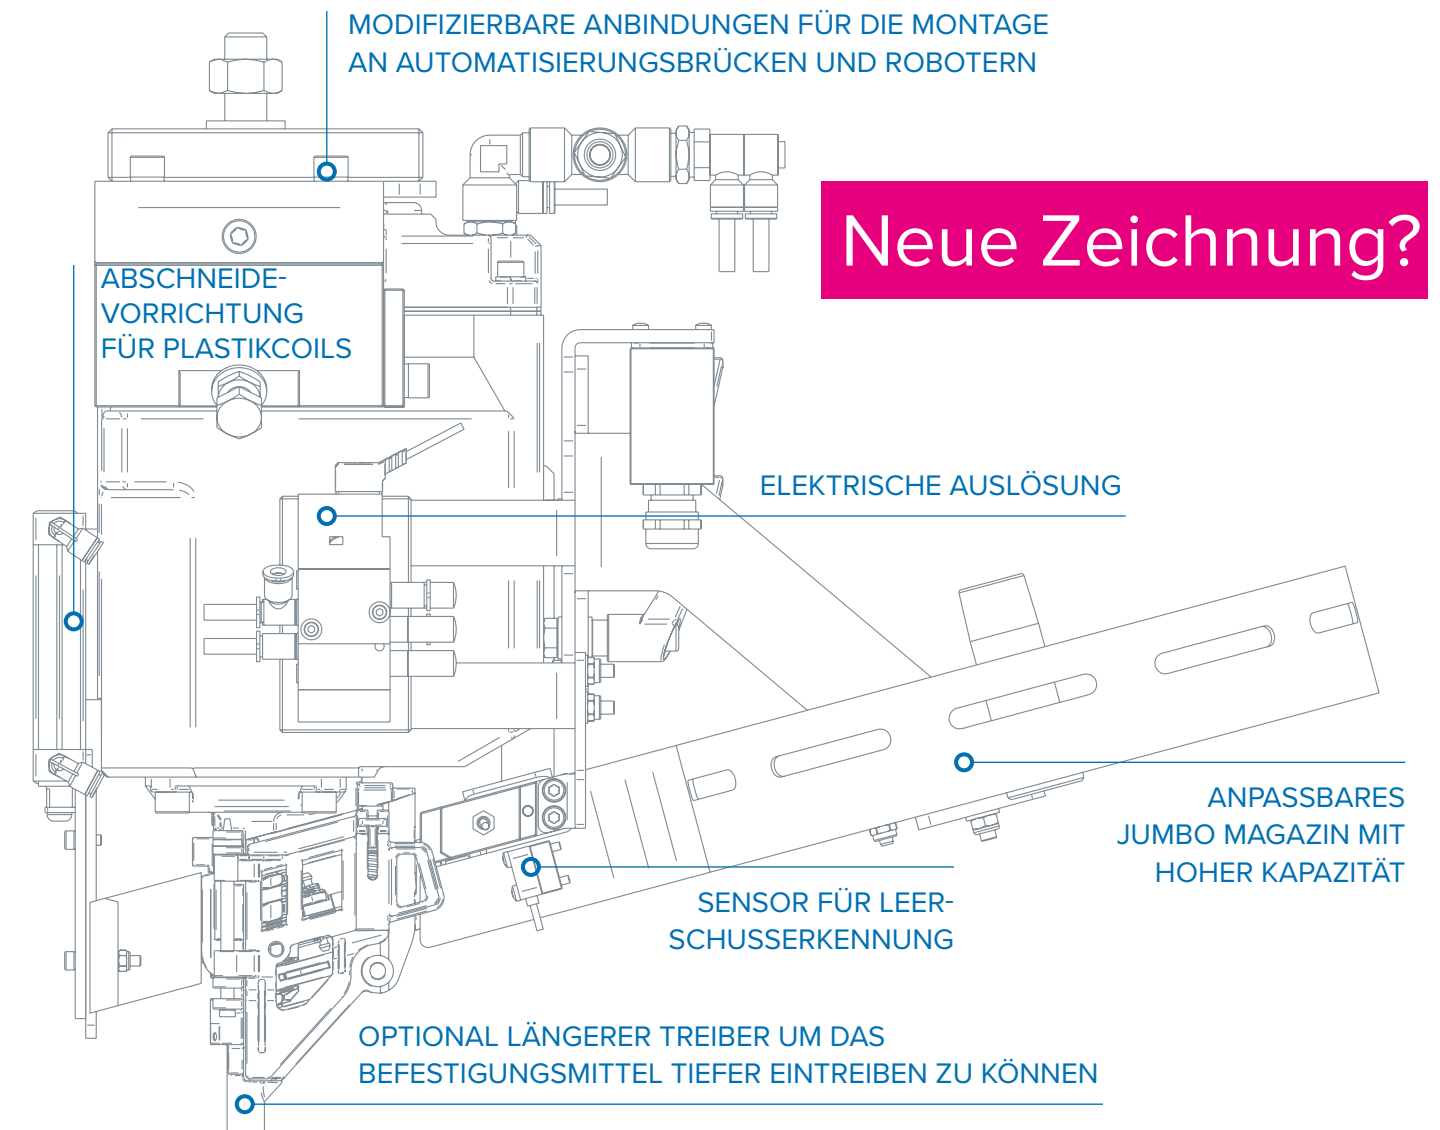 MODIFIZIERBARE ANBINDUNGEN FÜR DIE MONTAGE
AN AUTOMATISIERUNGSBRÜCKEN UND ROBOTERN
Neue Zeichnung?
ABSCHNEIDE-
VORRICHTUNG
FÜR PLASTIKCOILS
ELEKTRISCHE AUSLÖSUNG
ANPASSBARES
JUMBO MAGAZIN MIT
HOHER KAPAZITÄT
SENSOR FÜR LEER-
SCHUSSERKENNUNG
OPTIONAL LÄNGERER TREIBER UM DAS
BEFESTIGUNGSMITTEL TIEFER EINTREIBEN ZU KÖNNEN